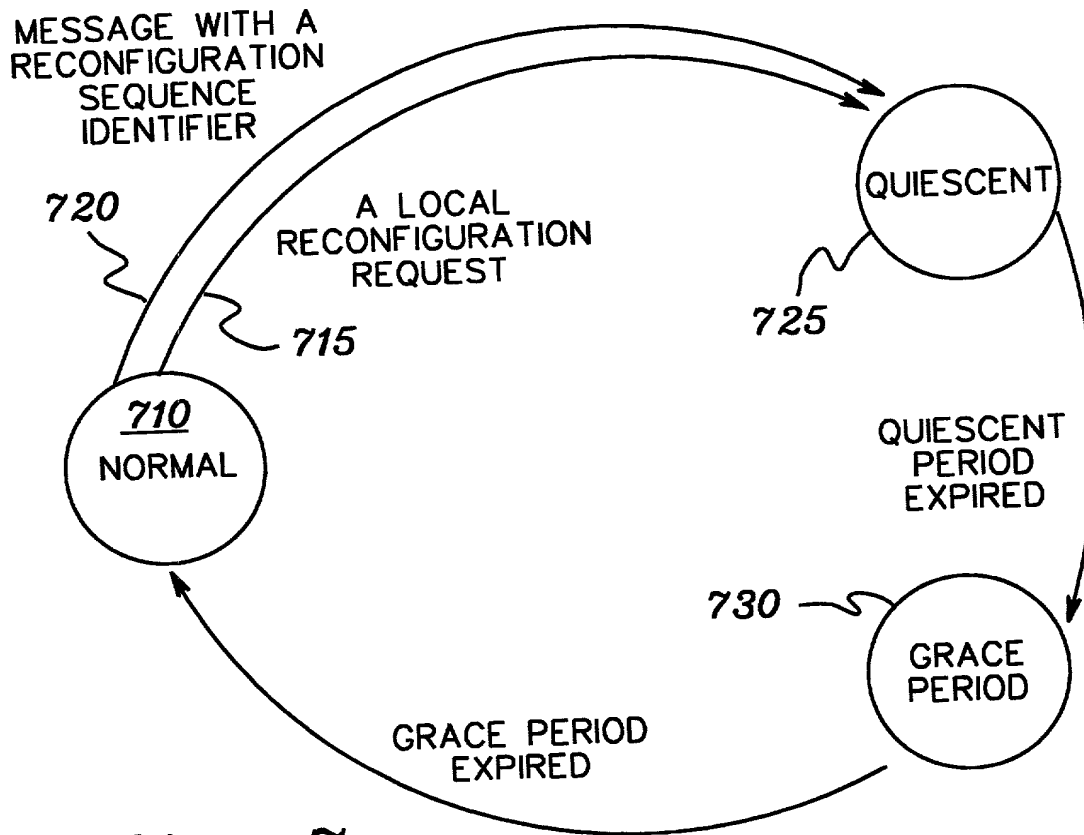 MESSAGE WITH A
RECONFIGURATION
SEQUENCE
IDENTIFIER
720
A LOCAL
RECONFIGURATION
REQUEST
715
QUIESCENT
725
710
NORMAL
QUIESCENT
PERIOD
EXPIRED
730
GRACE
PERIOD
GRACE PERIOD
EXPIRED